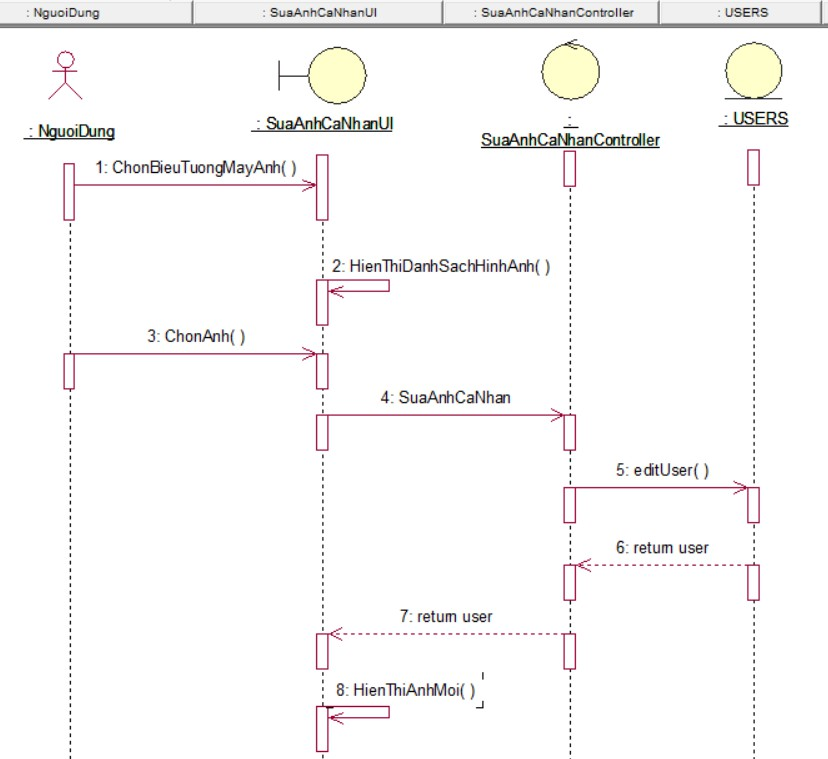 : NguoiDung
: SuaAnhCaNhanUI
: SuaAnhCaNhanController
: USERS
: NguoiDung
: SuaAnhCaNhanUI
:
SuaAnhCaNhanController
: USERS
1: ChonBieuTuongMayAnh( )
2: HienThiDanhSachHinhAnh( )
3: ChonAnh( )
4: SuaAnhCaNhan
5: editUser( )
6: return user
7: return user
8: HienThiAnhMoi( )